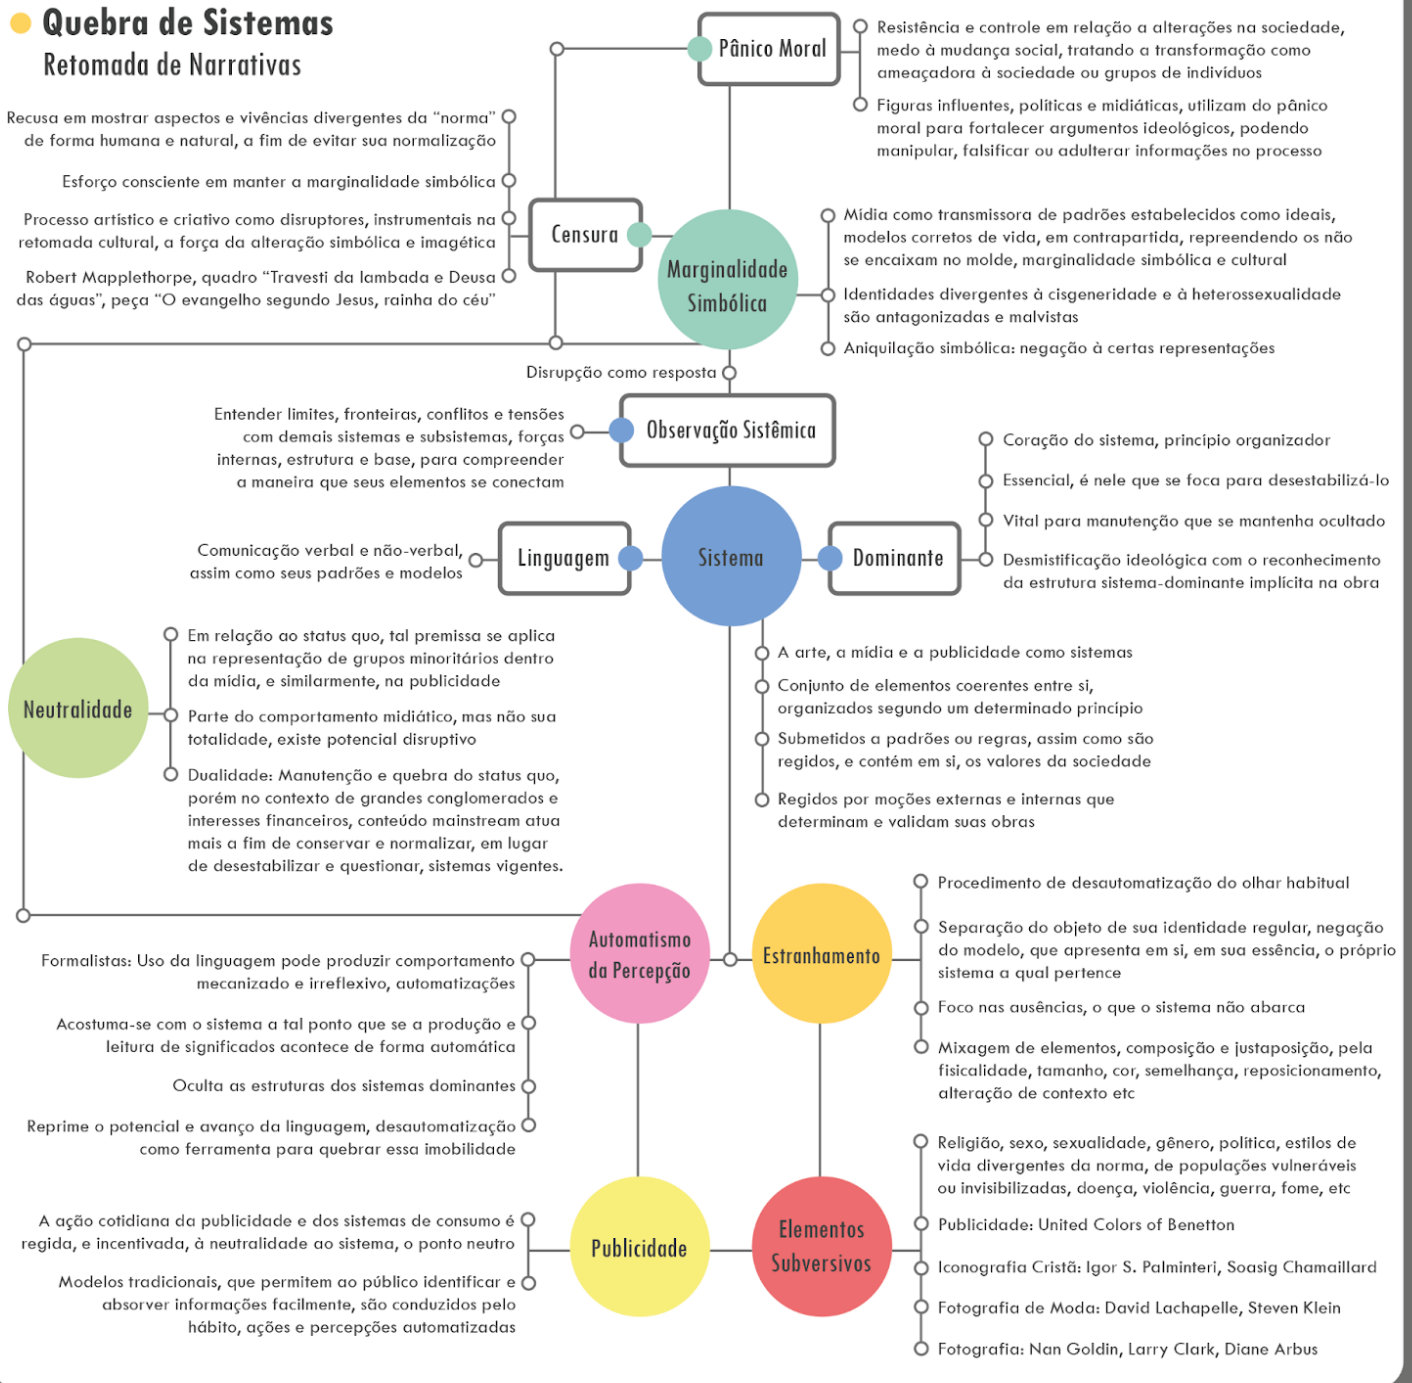 Quebra de Sistemas
Retomada de Narrativas
Pânico Moral
Resistência e controle em relação a alterações na sociedade,
medo à mudança social, tratando a transformação como
ameaçadora à sociedade ou grupos de indivíduos
Figuras influentes, políticas e midiáticas, utilizam do pânico
moral para fortalecer argumentos ideológicos, podendo
manipular, falsificar ou adulterar informações no processo
Recusa em mostrar aspectos e vivências divergentes da “norma”
de forma humana e natural, a fim de evitar sua normalização
Esforço consciente em manter a marginalidade simbólica
Processo artístico e criativo como disruptores, instrumentais na
retomada cultural, a força da alteração simbólica e imagética
Robert Mapplethorpe, quadro “Travesti da lambada e Deusa
das águas”, peça “O evangelho segundo Jesus, rainha do céu”
Censura
Marginalidade
Simbólica
Mídia como transmissora de padrões estabelecidos como ideais,
modelos corretos de vida, em contrapartida, repreendendo os não
se encaixam no molde, marginalidade simbólica e cultural
Identidades divergentes à cisgeneridade e à heterossexualidade
são antagonizadas e malvistas
Aniquilação simbólica: negação à certas representações
Disrupção como resposta
Entender limites, fronteiras, conflitos e tensões
com demais sistemas e subsistemas, forças
internas, estrutura e base, para compreender
a maneira que seus elementos se conectam
Observação Sistêmica
Comunicação verbal e não-verbal,
assim como seus padrões e modelos
Linguagem
Sistema
Dominante
Coração do sistema, principio organizador
Essencial, é nele que se foca para desestabilizá-lo
Vital para manutenção que se mantenha ocultado
Desmistificação ideológica com o reconhecimento
da estrutura sistema-dominante implícita na obra
A arte, a mídia e a publicidade como sistemas
Conjunto de elementos coerentes entre si,
organizados segundo um determinado princípio
Submetidos a padrões ou regras, assim como são
regidos, e contém em si, os valores da sociedade
Regidos por moções externas e internas que
determinam e validam suas obras
Neutralidade
Em relação ao status quo, tal premissa se aplica
na representação de grupos minoritários dentro
da mídia, e similarmente, na publicidade
Parte do comportamento midiático, mas não sua
totalidade, existe potencial disruptivo
Dualidade: Manutenção e quebra do status quo,
porém no contexto de grandes conglomerados e
interesses financeiros, conteúdo mainstream atua
mais a fim de conservar e normalizar, em lugar
de desestabilizar e questionar, sistemas vigentes.
Automatismo
da Percepção
Formalistas: Uso da linguagem pode produzir comportamento
mecanizado e irreflexivo, automatizações
Acostuma-se com o sistema a tal ponto que se a produção e
leitura de significados acontece de forma automática
Oculta as estruturas dos sistemas dominantes
Reprime o potencial e avanço da linguagem, desautomatização
como ferramenta para quebrar essa imobilidade
Estranhamento
Procedimento de desautomatização do olhar habitual
Separação do objeto de sua identidade regular, negação
do modelo, que apresenta em si, em sua essência, o próprio
sistema a qual pertence
Foco nas ausências, o que o sistema não abarca
Mixagem de elementos, composição e justaposição, pela
fisicalidade, tamanho, cor, semelhança, reposicionamento,
alteração de contexto etc
Publicidade
A ação cotidiana da publicidade e dos sistemas de consumo é
regida, e incentivada, à neutralidade ao sistema, o ponto neutro
Modelos tradicionais, que permitem ao público identificar e
absorver informações facilmente, são conduzidos pelo
hábito, ações e percepções automatizadas
Elementos
Subversivos
Religião, sexo, sexualidade, gênero, política, estilos de
vida divergentes da norma, de populações vulneráveis
ou invisibilizadas, doença, violência, guerra, fome, etc
Publicidade: United Colors of Benetton
Iconografia Cristã: Igor S. Palminteri, Soasig Chamaillard
Fotografia de Moda: David Lachapelle, Steven Klein
Fotografia: Nan Goldin, Larry Clark, Diane Arbus